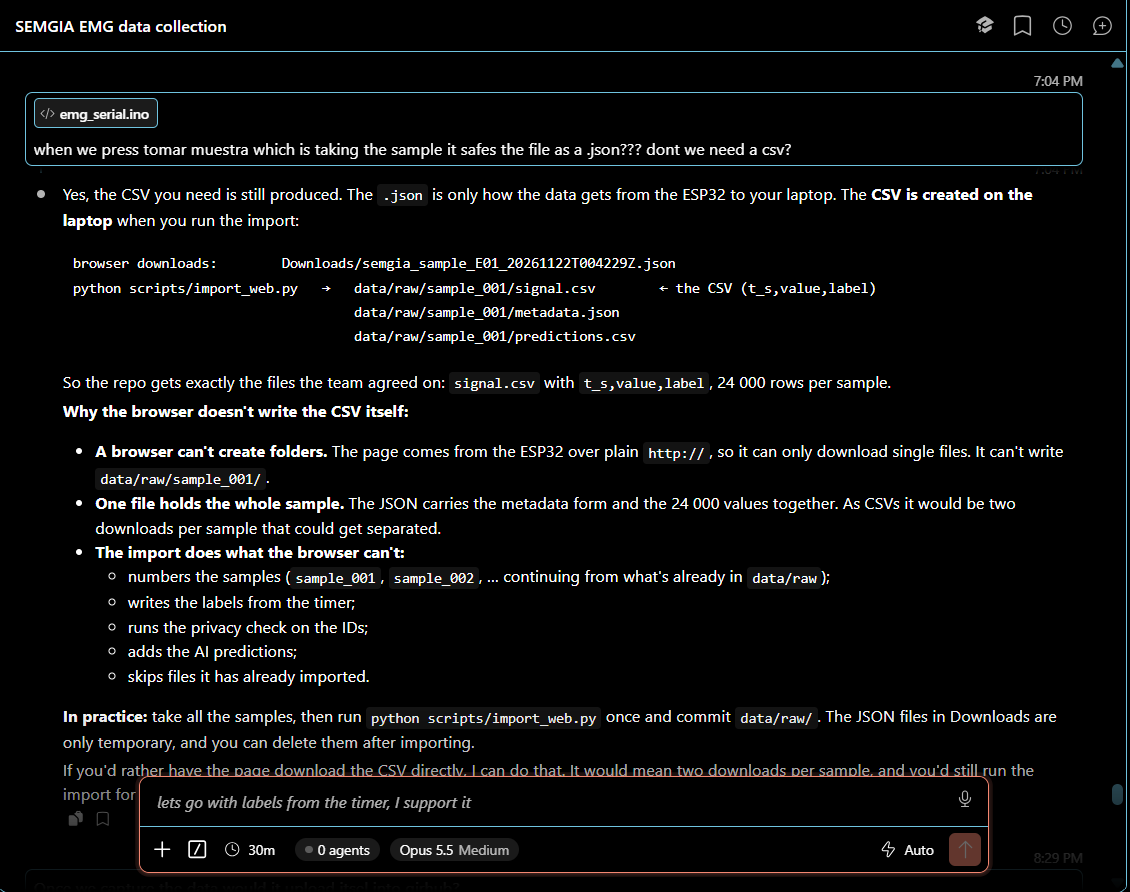 SEMGIA EMG data collection
7:04 PM
</> emg_serial.ino
when we press tomar muestra which is taking the sample it safes the file as a .json??? dont we need a csv?
Yes, the CSV you need is still produced. The .json is only how the data gets from the ESP32 to your laptop. The CSV is created on the
laptop when you run the import:
browser downloads: Downloads/semgia_sample_E01_20261122T004229Z.json
python scripts/import_web.py → data/raw/sample_001/signal.csv ← the CSV (t_s,value,label)
data/raw/sample_001/metadata.json
data/raw/sample_001/predictions.csv
So the repo gets exactly the files the team agreed on: signal.csv with t_s,value,label, 24 000 rows per sample.
Why the browser doesn't write the CSV itself:
• A browser can't create folders. The page comes from the ESP32 over plain http://, so it can only download single files. It can't write
data/raw/sample_001/.
• One file holds the whole sample. The JSON carries the metadata form and the 24 000 values together. As CSVs it would be two
downloads per sample that could get separated.
• The import does what the browser can't:
◦ numbers the samples (sample_001, sample_002, ... continuing from what's already in data/raw);
◦ writes the labels from the timer;
◦ runs the privacy check on the IDs;
◦ adds the AI predictions;
◦ skips files it has already imported.
In practice: take all the samples, then run python scripts/import_web.py once and commit data/raw/. The JSON files in Downloads are
only temporary, and you can delete them after importing.
If you'd rather have the page download the CSV directly, I can do that. It would mean two downloads per sample, and you'd still run the
import for
lets go with labels from the timer, I support it
30m
0 agents
Opus 5.5 Medium
Auto
8:29 PM